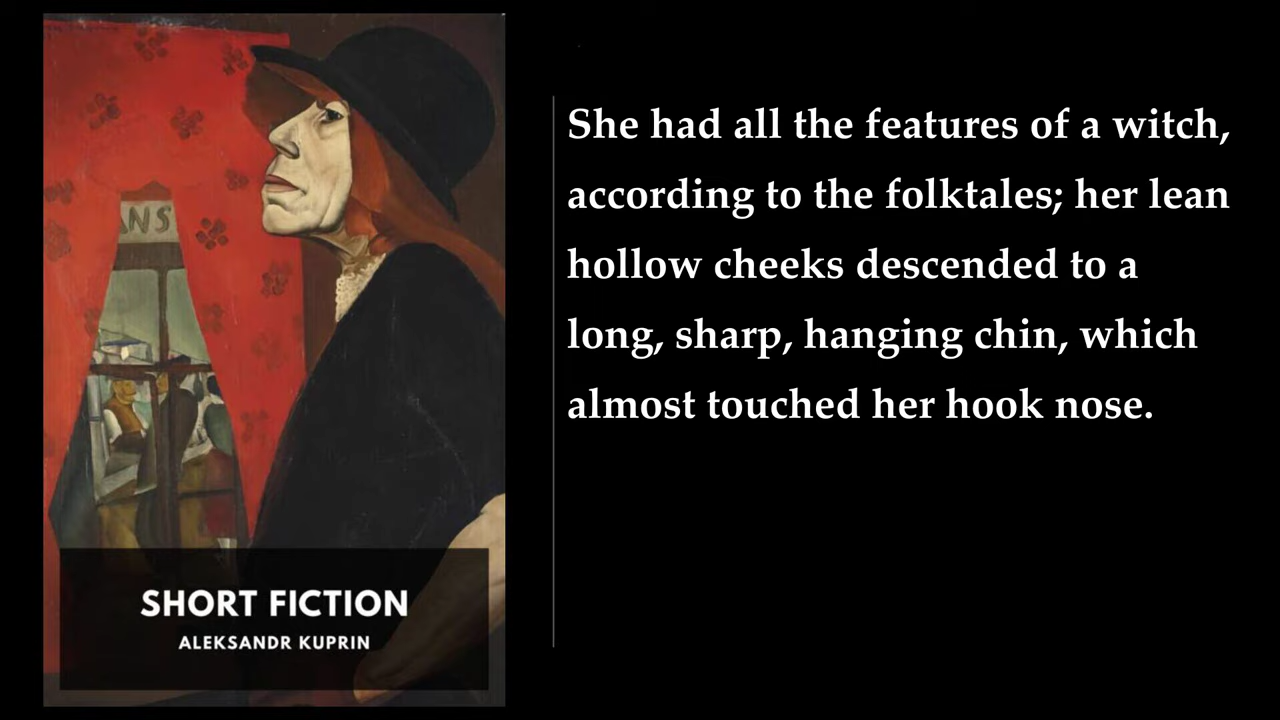 ANS
SHORT FICTION
ALEKSANDR KUPRIN
She had all the features of a witch,
according to the folktales; her lean
hollow cheeks descended to a
long, sharp, hanging chin, which
almost touched her hook nose.